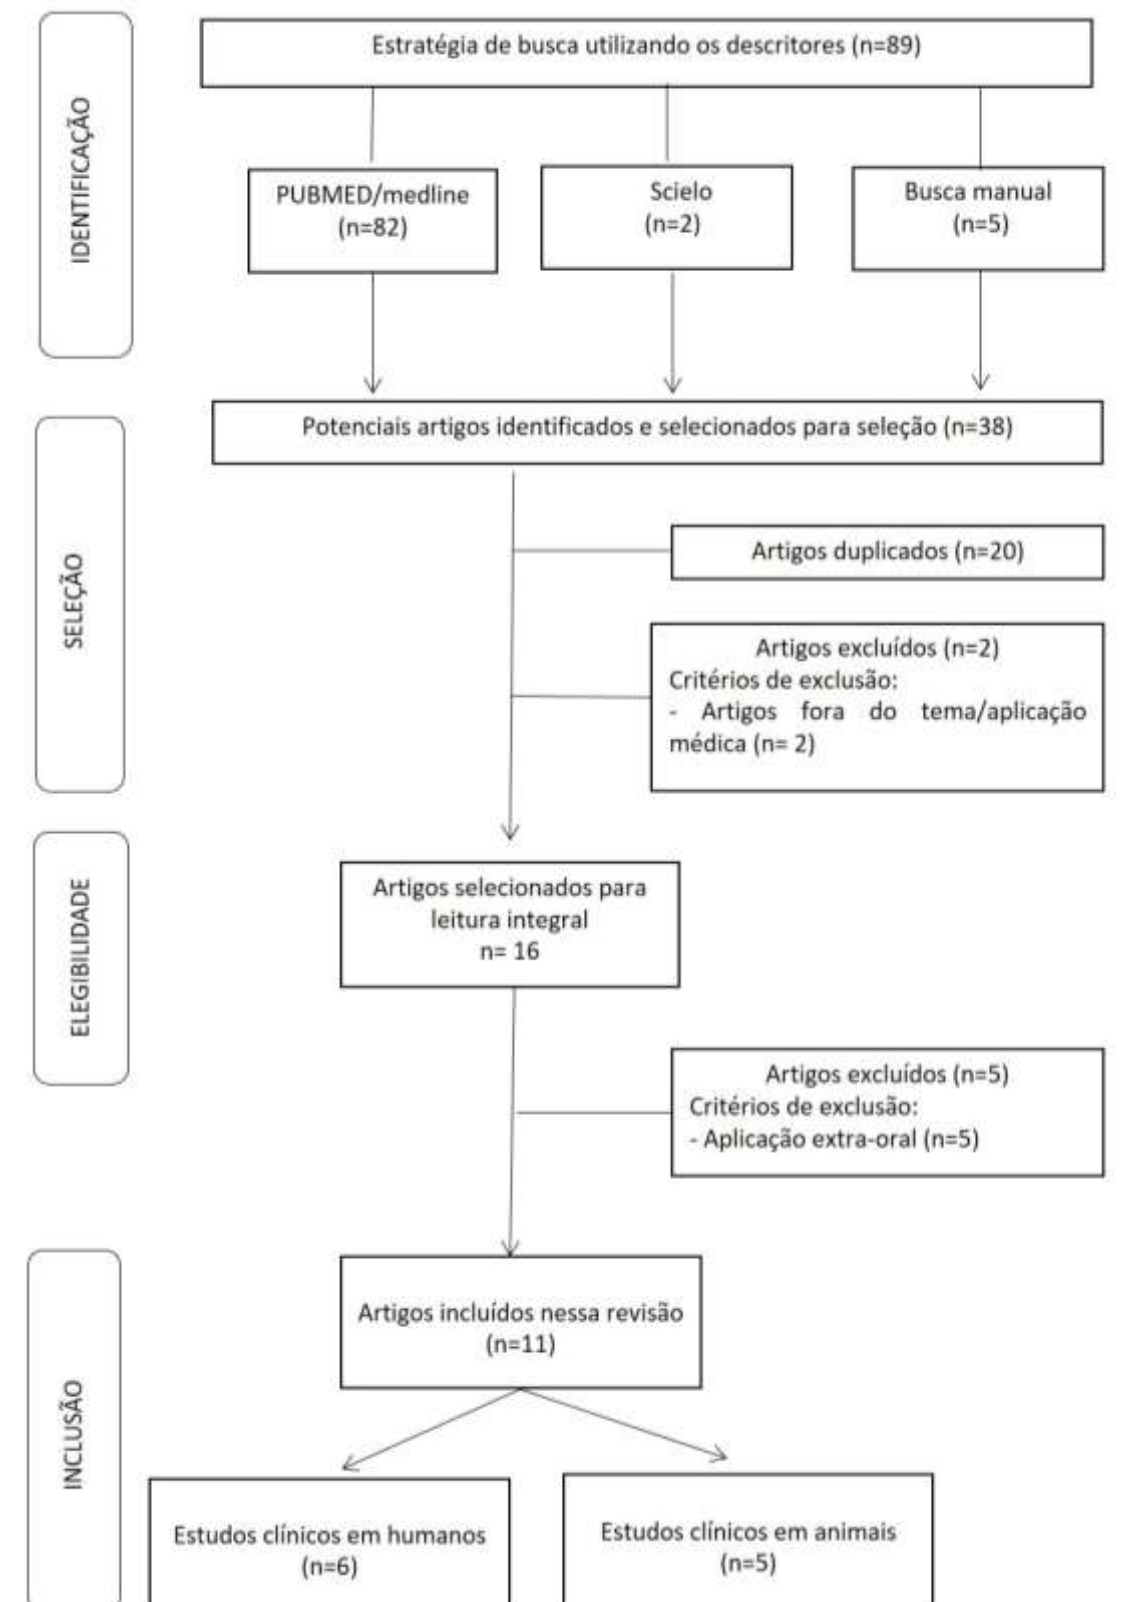 IDENTIFICAÇÃO
Estratégia de busca utilizando os descritores (n=89)
PUBMED/medline
(n=82)
Scielo
(n=2)
Busca manual
(n=5)
SELEÇÃO
Potenciais artigos identificados e selecionados para seleção (n=38)
Artigos duplicados (n=20)
Artigos excluídos (n=2)
Critérios de exclusão:
- Artigos fora do tema/aplicação
médica (n= 2)
ELEGIBILIDADE
Artigos selecionados para
leitura integral
n= 16
Artigos excluídos (n=5)
Critérios de exclusão:
- Aplicação extra-oral (n=5)
INCLUSÃO
Artigos incluídos nessa revisão
(n=11)
Estudos clínicos em humanos
(n=6)
Estudos clínicos em animais
(n=5)